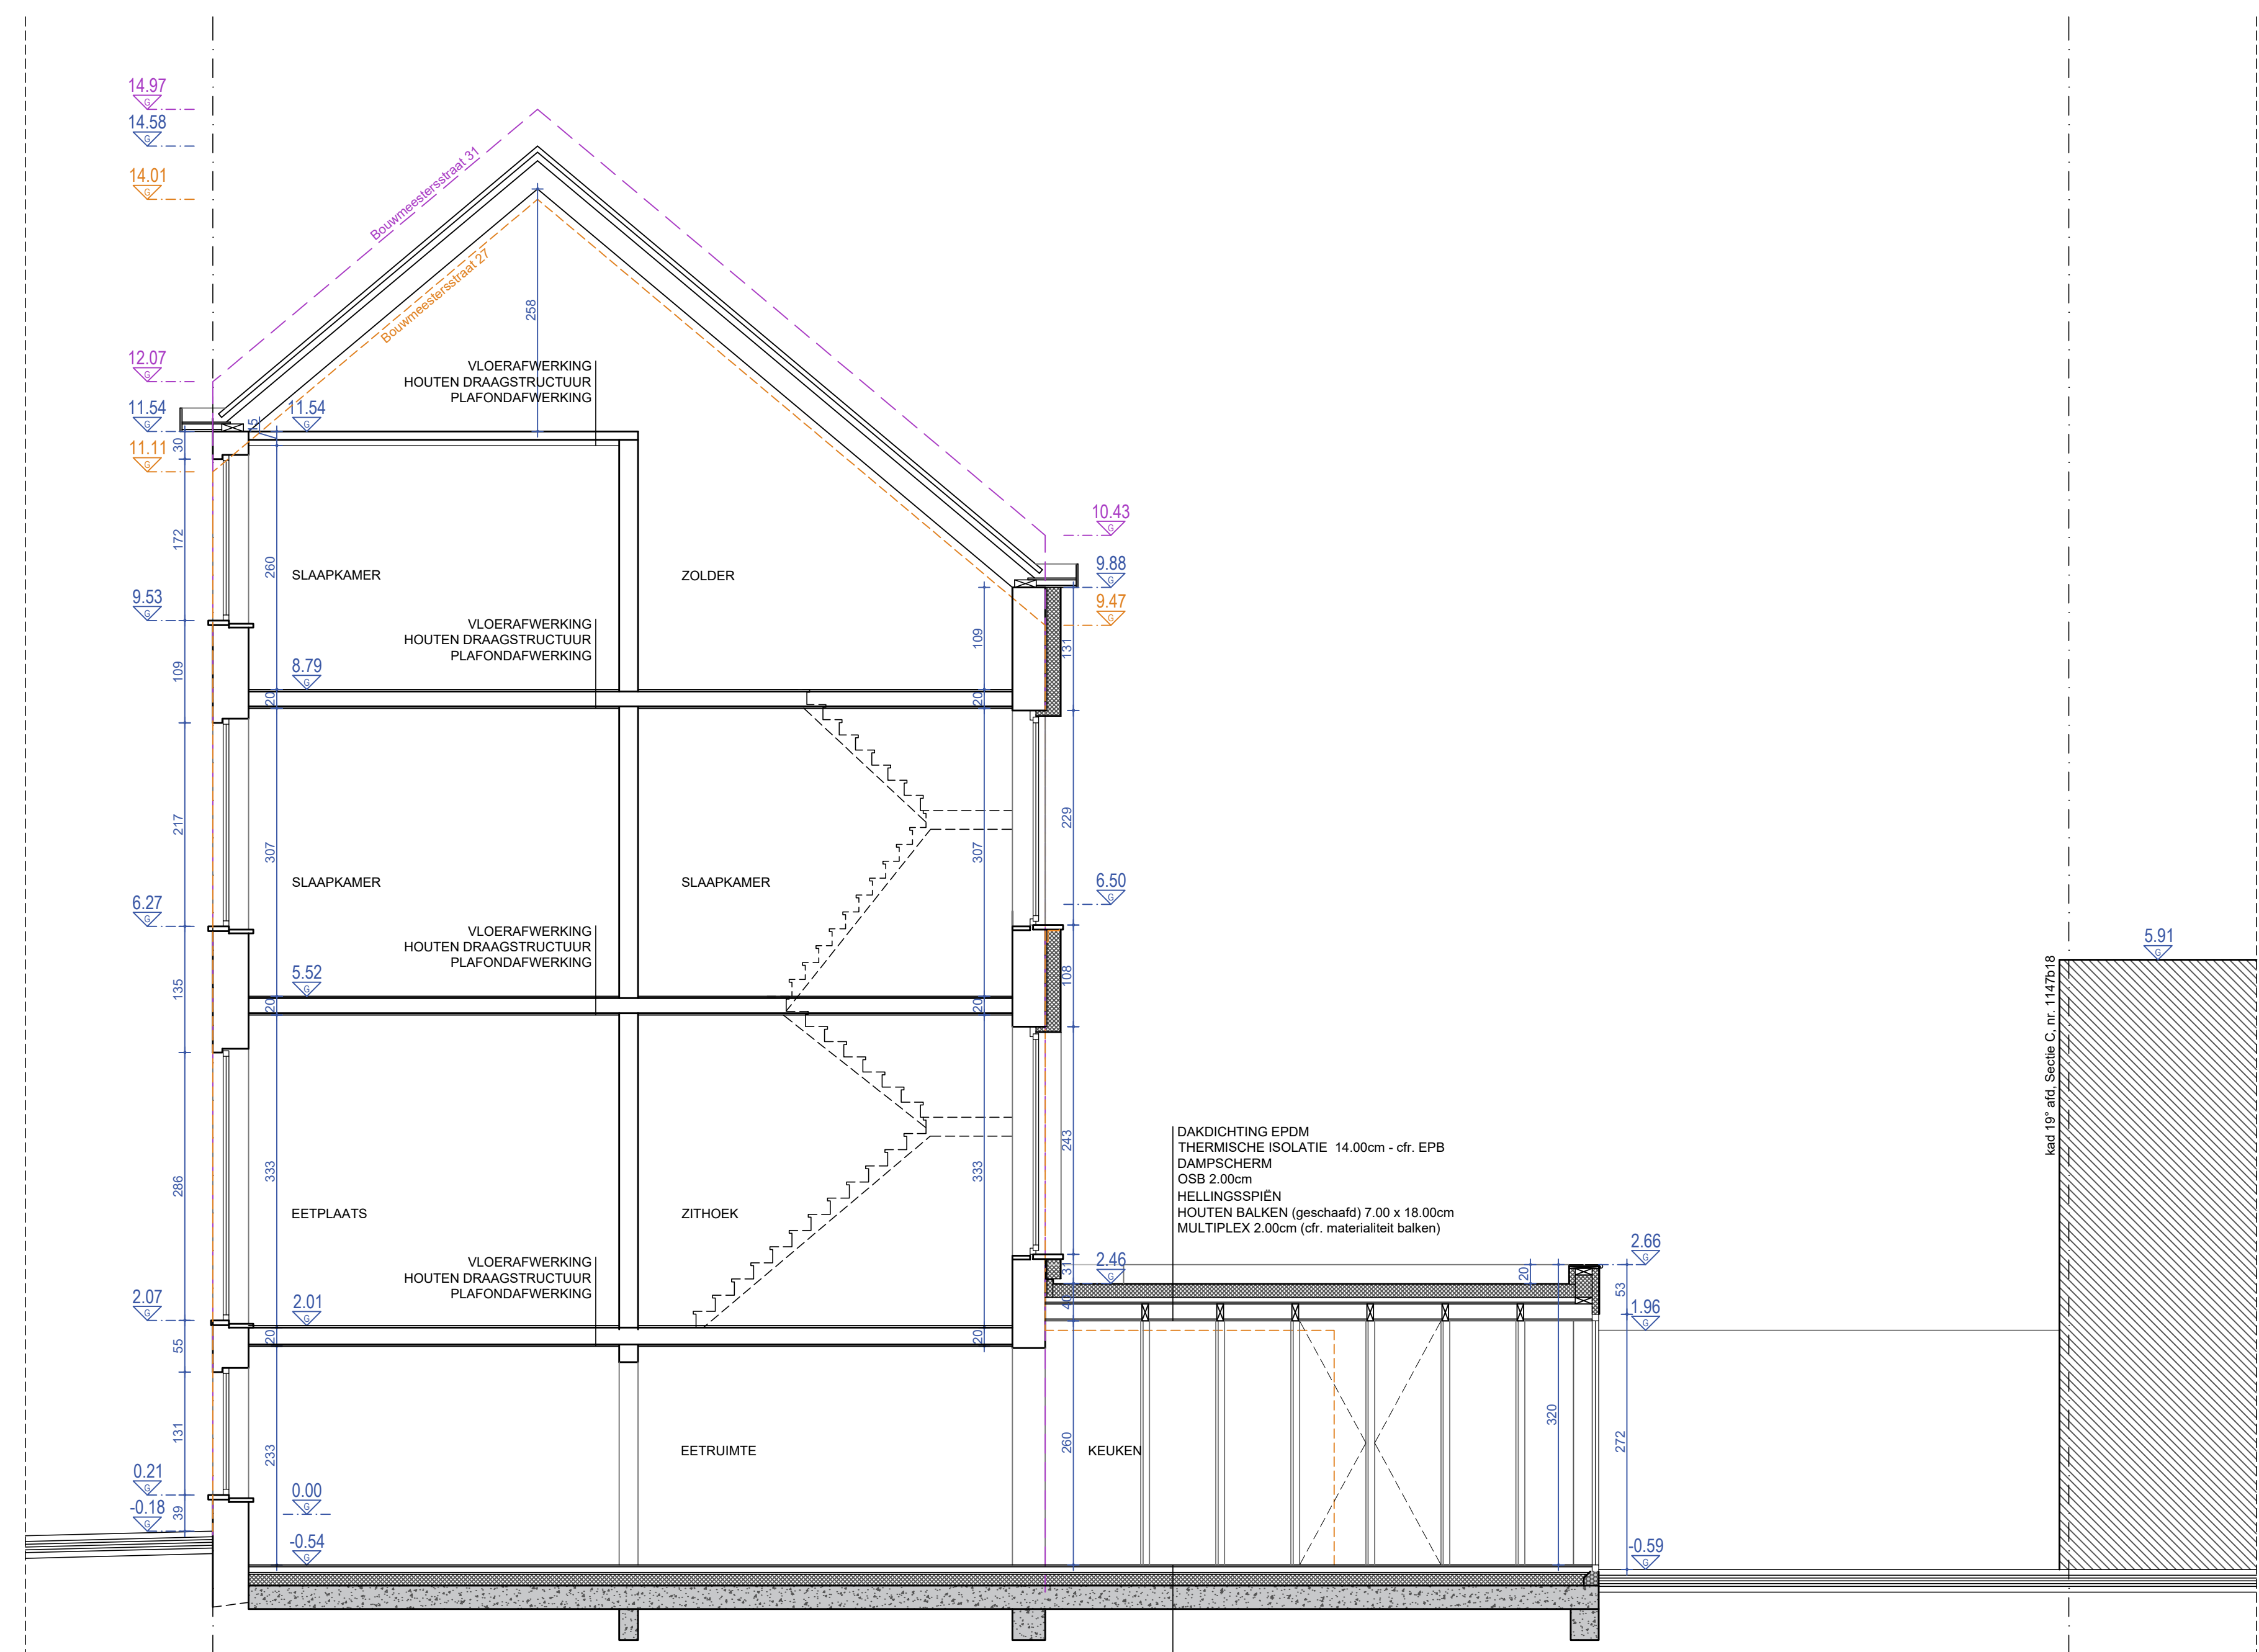 14.97
G
14.58
G
14.01
G
Bouwmeestersstraat 31
Bouwmeestersstraat 27
258
12.07
G
VLOERAFWERKING
HOUTEN DRAAGSTRUCTUUR
PLAFONDAFWERKING
11.54
G
15
11.54
G
30
11.11
G
10.43
G
172
260
SLAAPKAMER
ZOLDER
9.88
G
9.53
G
9.47
G
VLOERAFWERKING
HOUTEN DRAAGSTRUCTUUR
PLAFONDAFWERKING
109
131
109
8.79
G
20
20
217
307
307
229
SLAAPKAMER
SLAAPKAMER
6.50
G
6.27
G
VLOERAFWERKING
HOUTEN DRAAGSTRUCTUUR
PLAFONDAFWERKING
5.91
G
135
5.52
G
108
20
20
kad 19° afd, Sectie C, nr. 1147b18
DAKDICHTING EPDM
THERMISCHE ISOLATIE 14.00cm - cfr. EPB
DAMPSCHERM
OSB 2.00cm
HELLINGSSPIËN
HOUTEN BALKEN (geschaafd) 7.00 x 18.00cm
MULTIPLEX 2.00cm (cfr. materialiteit balken)
286
333
333
243
EETPLAATS
ZITHOEK
VLOERAFWERKING
HOUTEN DRAAGSTRUCTUUR
PLAFONDAFWERKING
2.66
G
31
2.46
G
20
53
2.07
G
2.01
G
40
1.96
G
55
20
20
131
233
EETRUIMTE
260
KEUKEN
320
272
0.21
G
0.00
G
-0.18
G
39
-0.54
G
-0.59
G